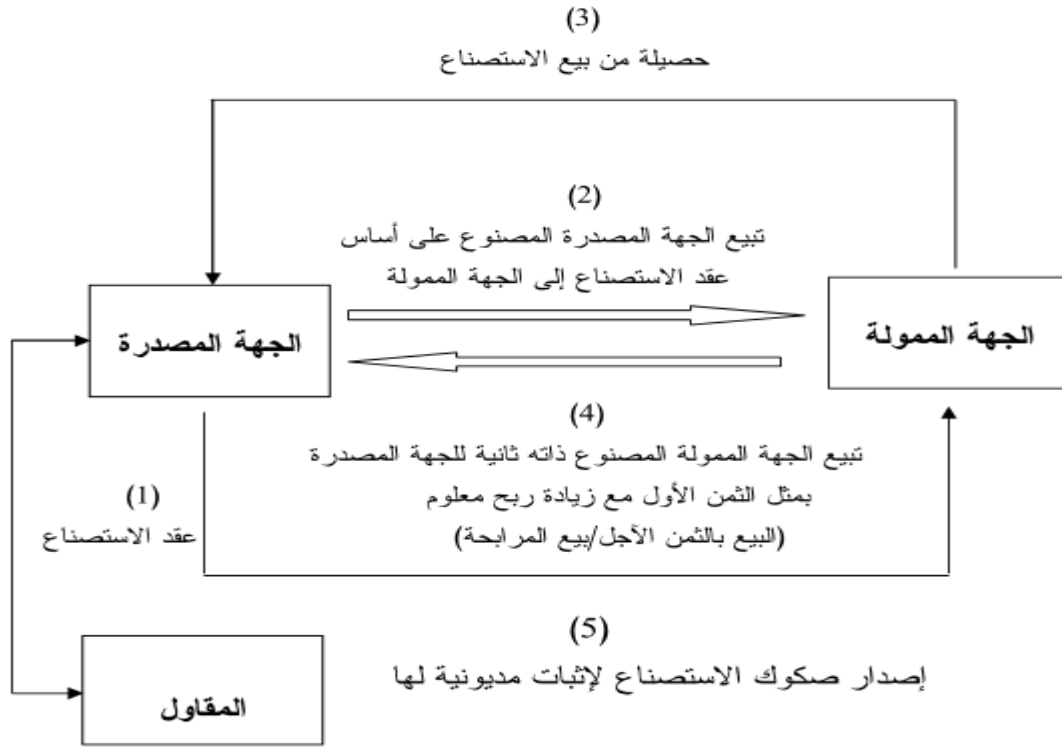 (3)
حصيلة من بيع الاستصناع
(2)
تبيع الجهة المصدرة المصنوع على أساس
عقد الاستصناع إلى الجهة الممولة
الجهة المصدرة
الجهة الممولة
(4)
تبيع الجهة الممولة المصنوع ذاته ثانية للجهة المصدرة
بمثل الثمن الأول مع زيادة ربح معلوم
(البيع بالثمن الآجل/بيع المرابحة)
(1)
عقد الاستصناع
(5)
إصدار صكوك الاستصناع لإثبات مديونية لها
المقاول